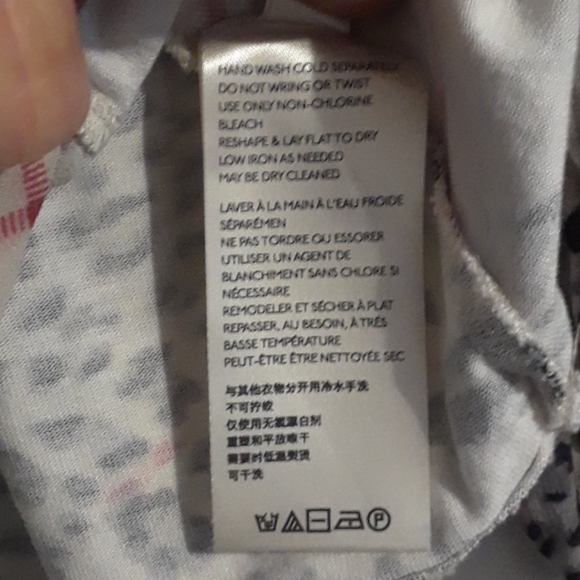 HAND WASH COLD SEPARATELY
DO NOT WRING OR TWIST
USE ONLY NON-CHLORINE
BLEACH
RESHAPE & LAY FLAT TO DRY
LOW IRON AS NEEDED
MAY BE DRY CLEANED
LAVER À LA MAIN À L'EAU FROIDE
SÉPARÉMEN
NE PAS TORDRE OU ESSORER
UTILISER UN AGENT DE
BLANCHIMENT SANS CHLORE SI
NÉCESSAIRE
REMODELER ET SÉCHER À PLAT
REPASSER, AU BESOIN, À TRÉS
BASSE TEMPÉRATURE
PEUT-ÊTRE ÊTRE NETTOYÉE SEC
与其他衣物分开用冷水手洗
不可拧绞
仅使用无氯漂白剂
重塑和平放晾干
需要时低温熨烫
可干洗
P